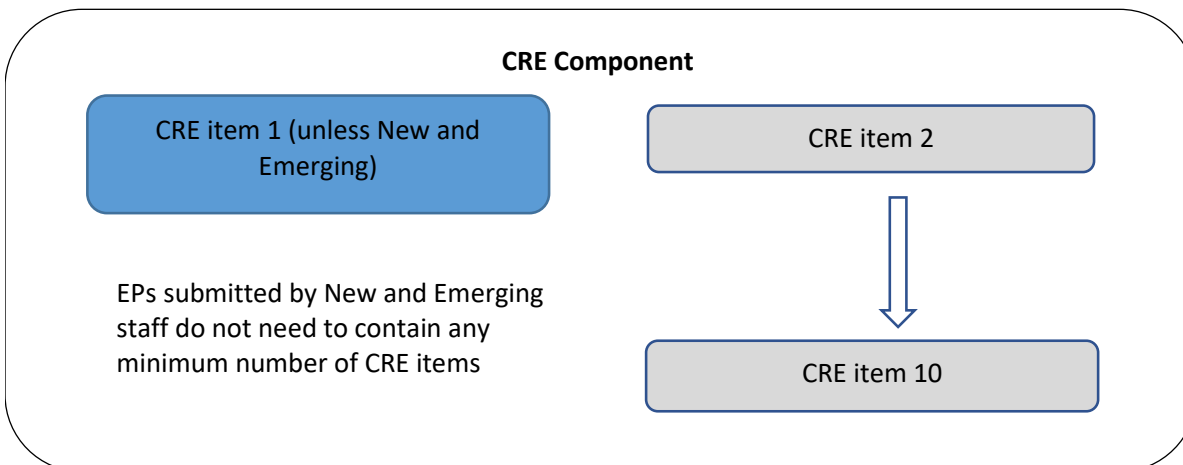 CRE Component
CRE item 1 (unless New and
Emerging)
CRE item 2
EPs submitted by New and Emerging
staff do not need to contain any
minimum number of CRE items
CRE item 10